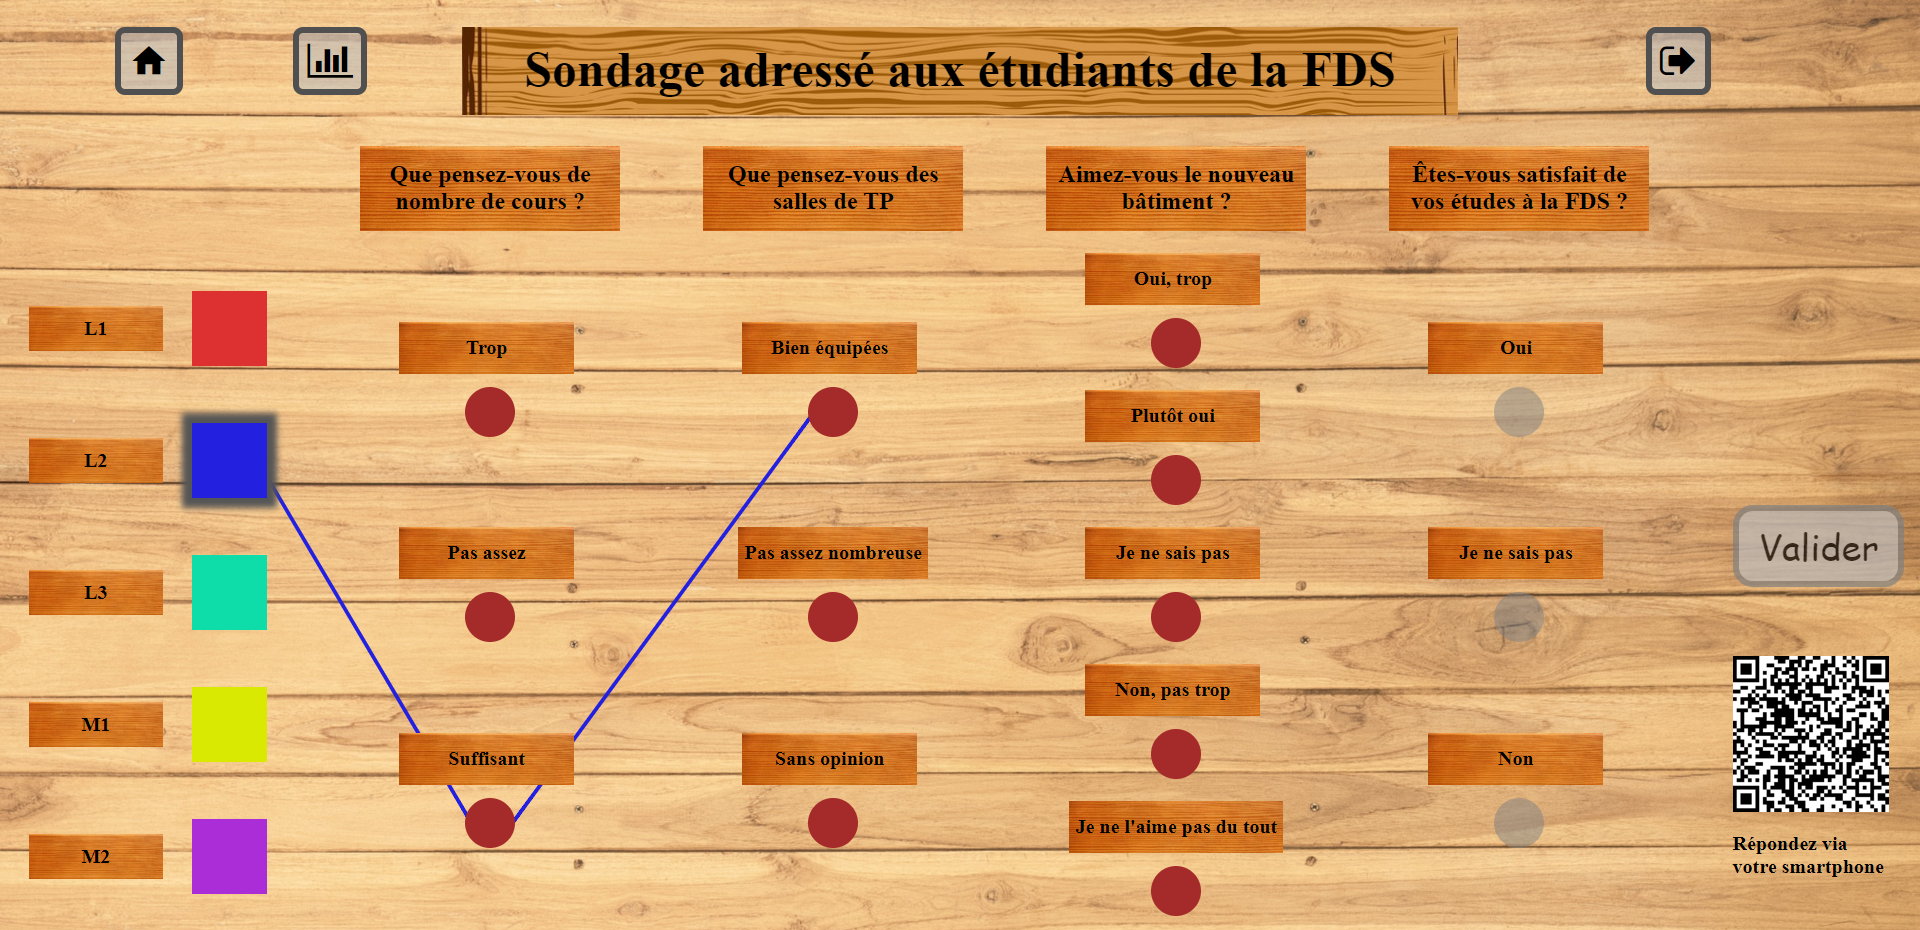 Sondage adressé aux étudiants de la FDS
Que pensez-vous de
nombre de cours ?
Que pensez-vous des
salles de TP
Aimez-vous le nouveau
bâtiment ?
Êtes-vous satisfait de
vos études à la FDS ?
L1
L2
L3
M1
M2
Trop
Pas assez
Suffisant
Bien équipées
Pas assez nombreuse
Sans opinion
Oui, trop
Plutôt oui
Je ne sais pas
Non, pas trop
Je ne l'aime pas du tout
Oui
Je ne sais pas
Non
Valider
Répondez via
votre smartphone